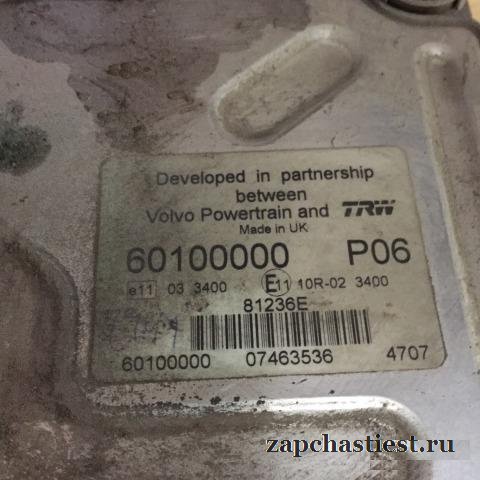 Developed in partnership
between
Volvo Powertrain and TRW
Made in UK
60100000 P06
e11 03 3400 E11 10R-02 3400
81236E
60100000 07463536 4707
zapchastiest.ru